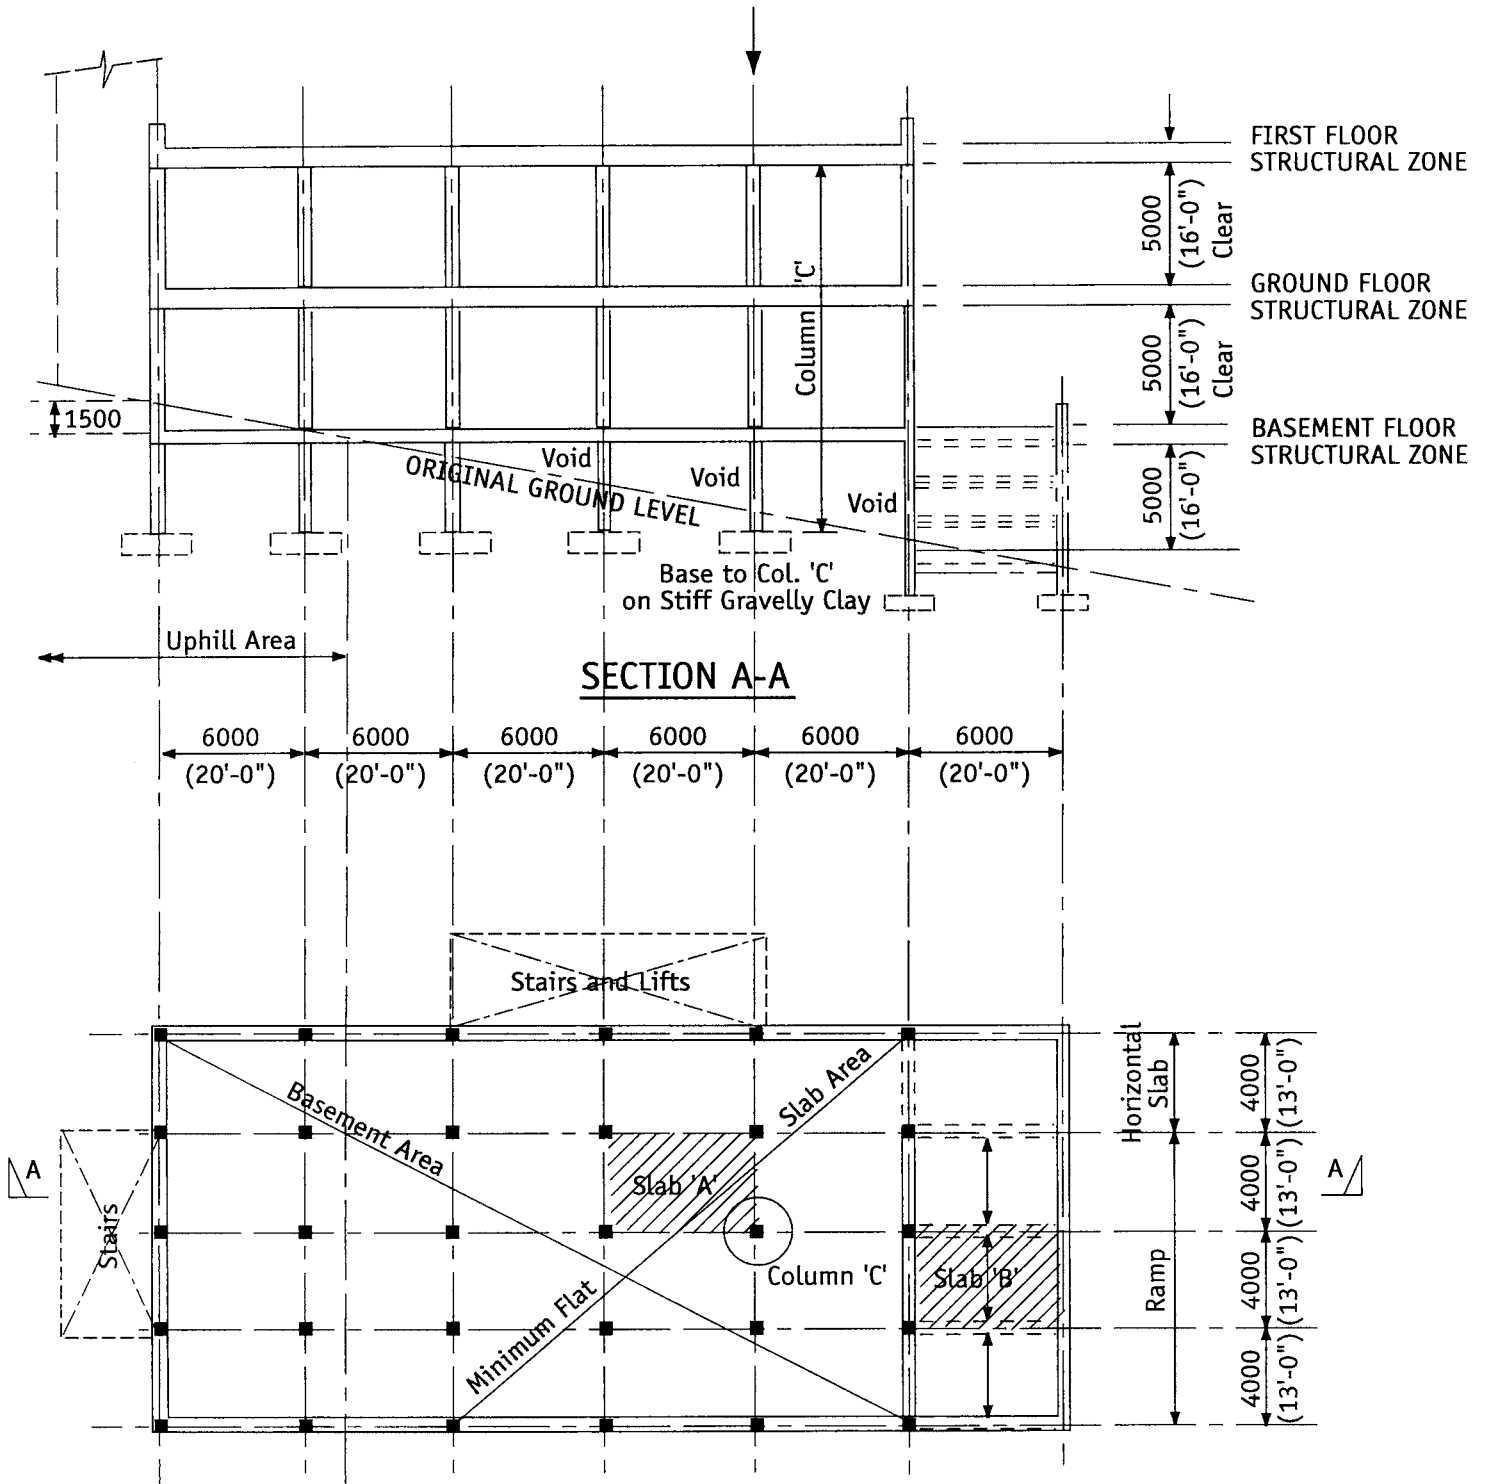 FIRST FLOOR
STRUCTURAL ZONE
5000
(16'-0")
Clear
GROUND FLOOR
STRUCTURAL ZONE
Column 'C'
5000
(16'-0")
Clear
1500
BASEMENT FLOOR
STRUCTURAL ZONE
ORIGINAL GROUND LEVEL
Void
Void
Void
5000
(16'-0")
Base to Col. 'C'
on Stiff Gravelly Clay
Uphill Area
SECTION A-A
6000
(20'-0")
6000
(20'-0")
6000
(20'-0")
6000
(20'-0")
6000
(20'-0")
6000
(20'-0")
Stairs and Lifts
Basement Area
Slab Area
Minimum Flat
Horizontal
Slab
4000
(13'-0")
A
Stairs
Slab 'A'
Column 'C'
Slab 'B'
Ramp
A
4000
(13'-0")
4000
(13'-0")
4000
(13'-0")